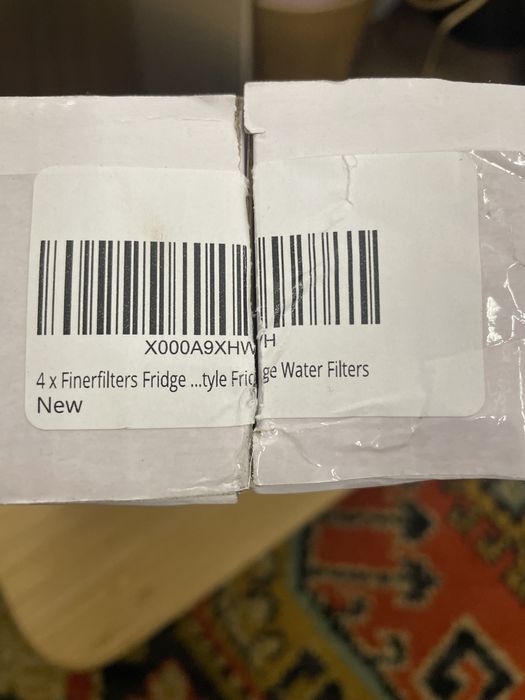 X000A9XHWYH
4 x Finerfilters Fridge ...tyle Fridge Water Filters
New